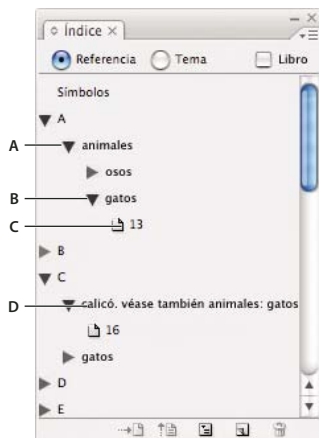 Índice
Referencia Tema Libro
Símbolos
A
A animales
osos
B gatos
C 13
B
C
D calicó. véase también animales: gatos
16
gatos
D
E